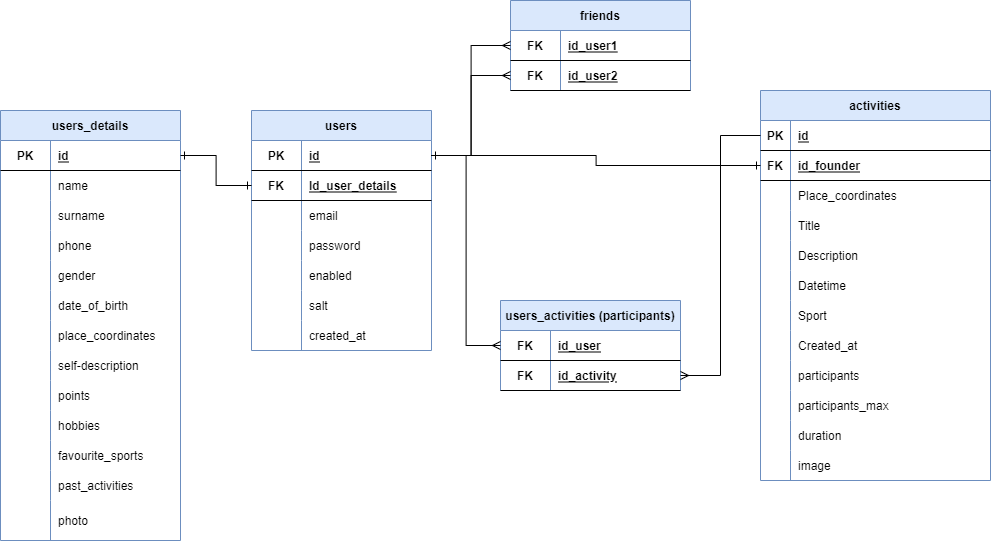 friends
FK id_user1
FK id_user2
activities
PK id
FK id_founder
Place_coordinates
Title
Description
Datetime
Sport
Created_at
participants
participants_max
duration
image
users_details
PK id
name
surname
phone
gender
date_of_birth
place_coordinates
self-description
points
hobbies
favourite_sports
past_activities
photo
users
PK id
FK Id_user_details
email
password
enabled
salt
created_at
users_activities (participants)
FK id_user
FK id_activity